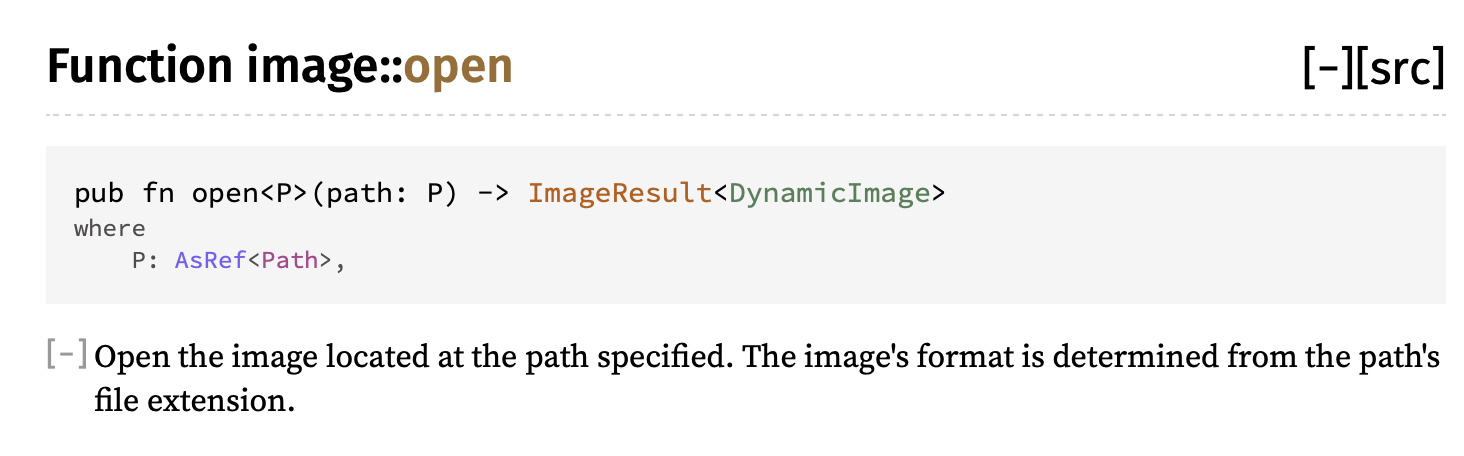 Function image::open [−][src]
pub fn open<P>(path: P) -> ImageResult<DynamicImage>
where
    P: AsRef<Path>,
[−] Open the image located at the path specified. The image's format is determined from the path's
file extension.